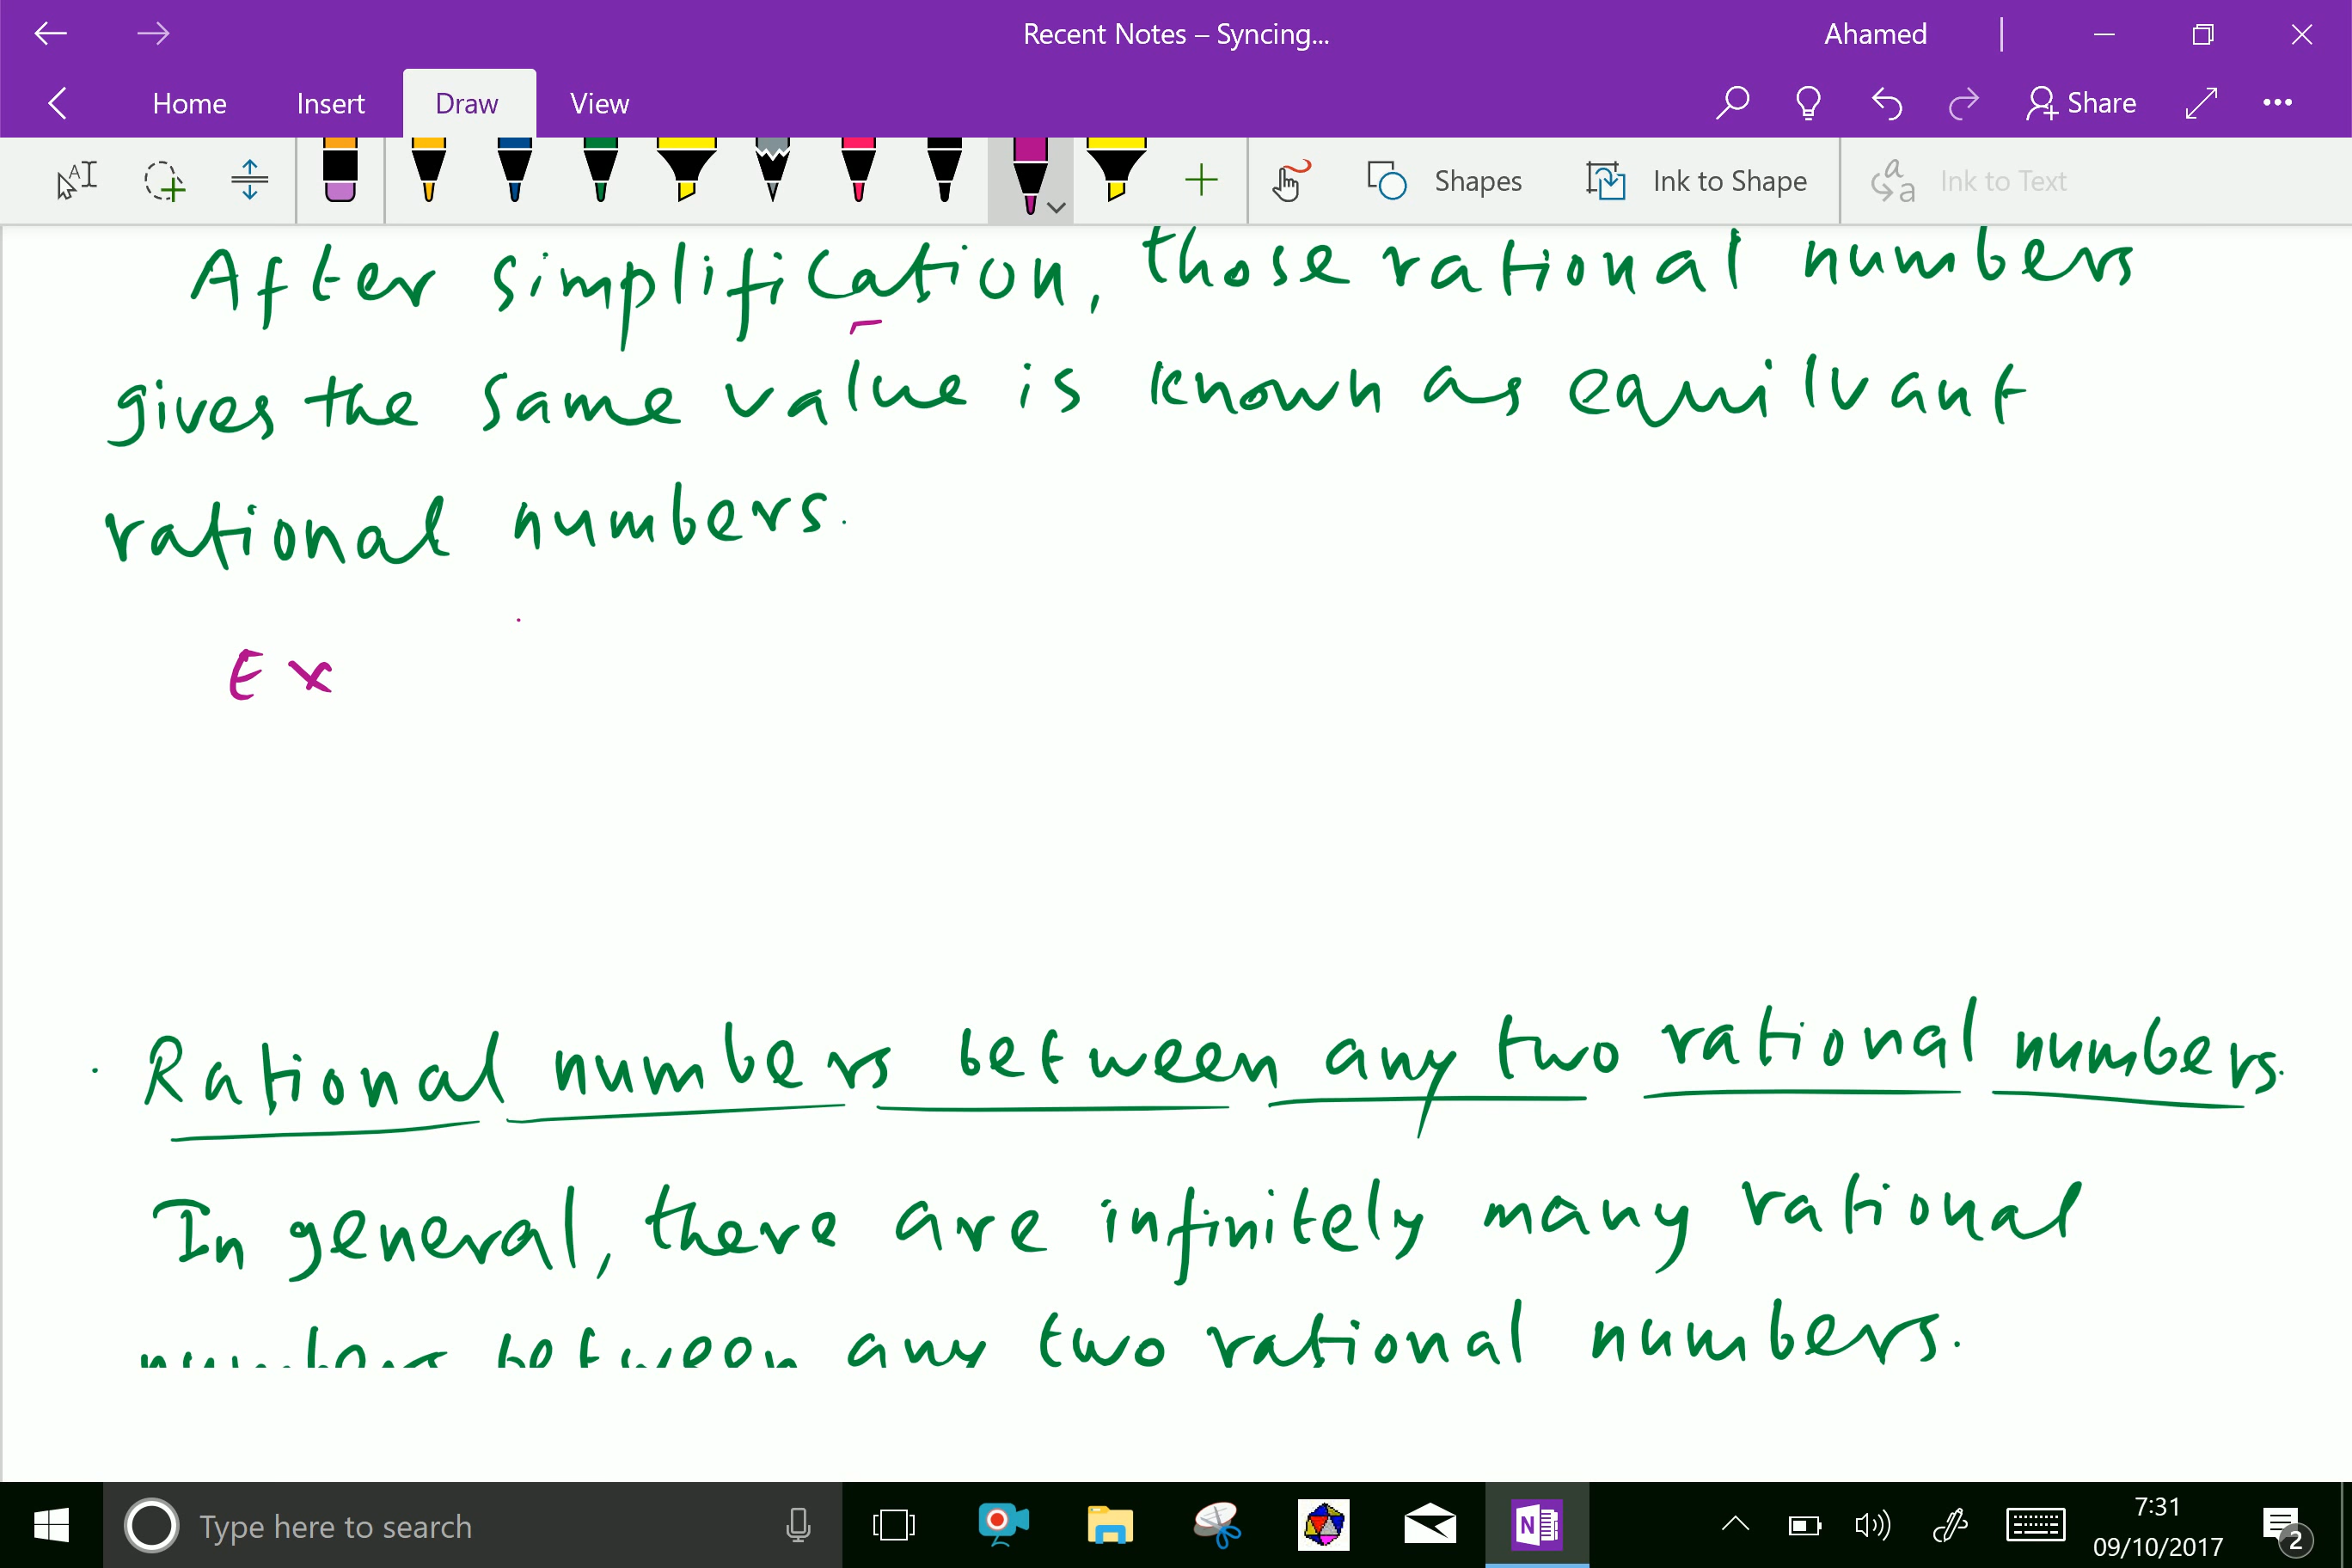 Recent Notes – Syncing...
Ahamed
Home Insert Draw View
Share
Shapes Ink to Shape Ink to Text
After simplification, those rational numbers
gives the same value is known as equilvant
rational numbers.
Ex
Rational numbers between any two rational numbers.
In general, there are infinitely many rational
numbers between any two rational numbers.
Type here to search
7:31
09/10/2017
2